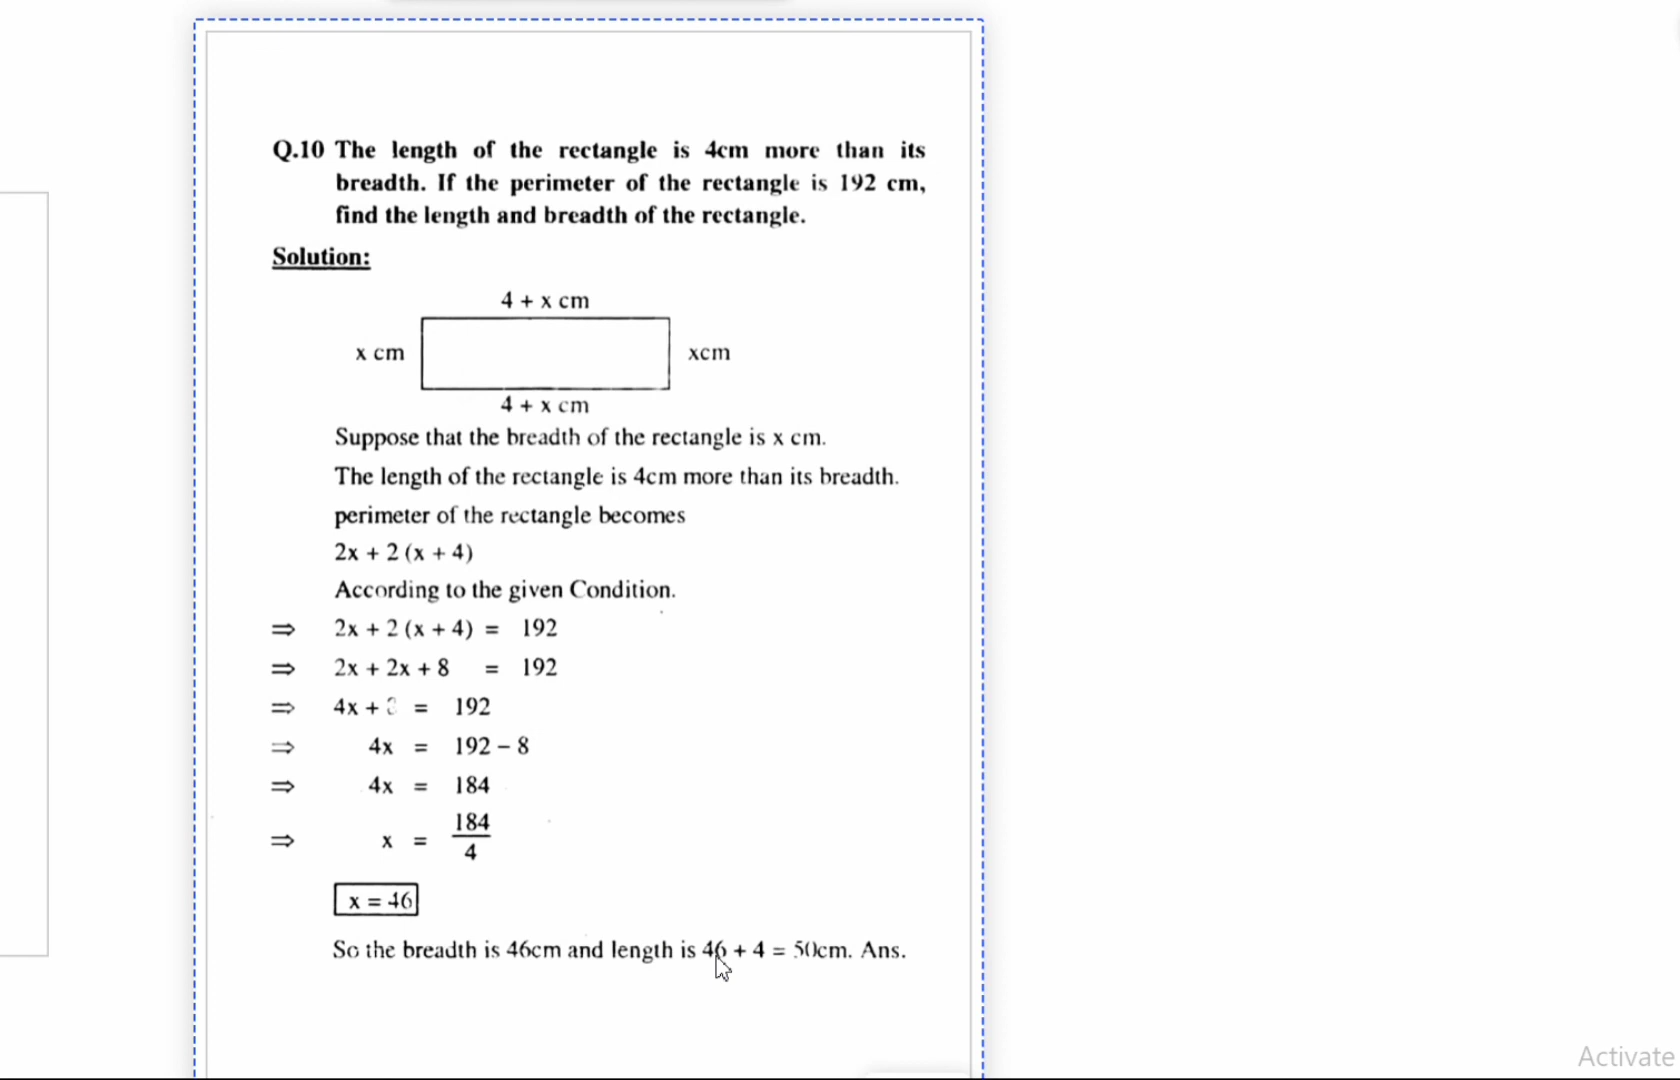 Q.10 The length of the rectangle is 4cm more than its
breadth. If the perimeter of the rectangle is 192 cm,
find the length and breadth of the rectangle.
Solution:
4 + x cm
x cm
xcm
4 + x cm
Suppose that the breadth of the rectangle is x cm.
The length of the rectangle is 4cm more than its breadth.
perimeter of the rectangle becomes
2x + 2 (x + 4)
According to the given Condition.
⇒ 2x + 2 (x + 4) = 192
⇒ 2x + 2x + 8 = 192
⇒ 4x + = 192
⇒ 4x = 192 – 8
⇒ 4x = 184
⇒ x = 184/4
x = 46
So the breadth is 46cm and length is 46 + 4 = 50cm. Ans.
Activate